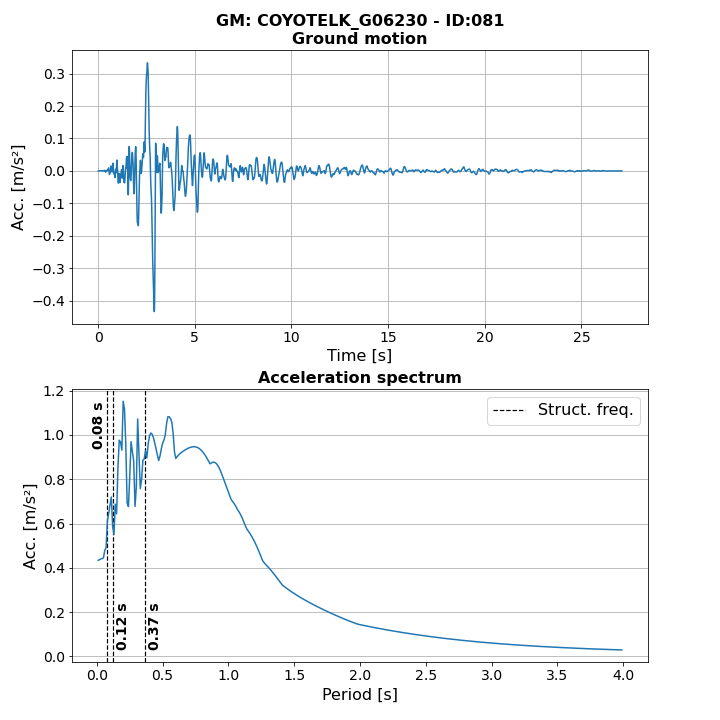 GM: COYOTELK_G06230 - ID:081
Ground motion
0.3
0.2
0.1
0.0
−0.1
−0.2
−0.3
−0.4
Acc. [m/s²]
0 5 10 15 20 25
Time [s]
Acceleration spectrum
1.2
1.0
0.8
0.6
0.4
0.2
0.0
Acc. [m/s²]
Struct. freq.
0.08 s
0.12 s
0.37 s
0.0 0.5 1.0 1.5 2.0 2.5 3.0 3.5 4.0
Period [s]